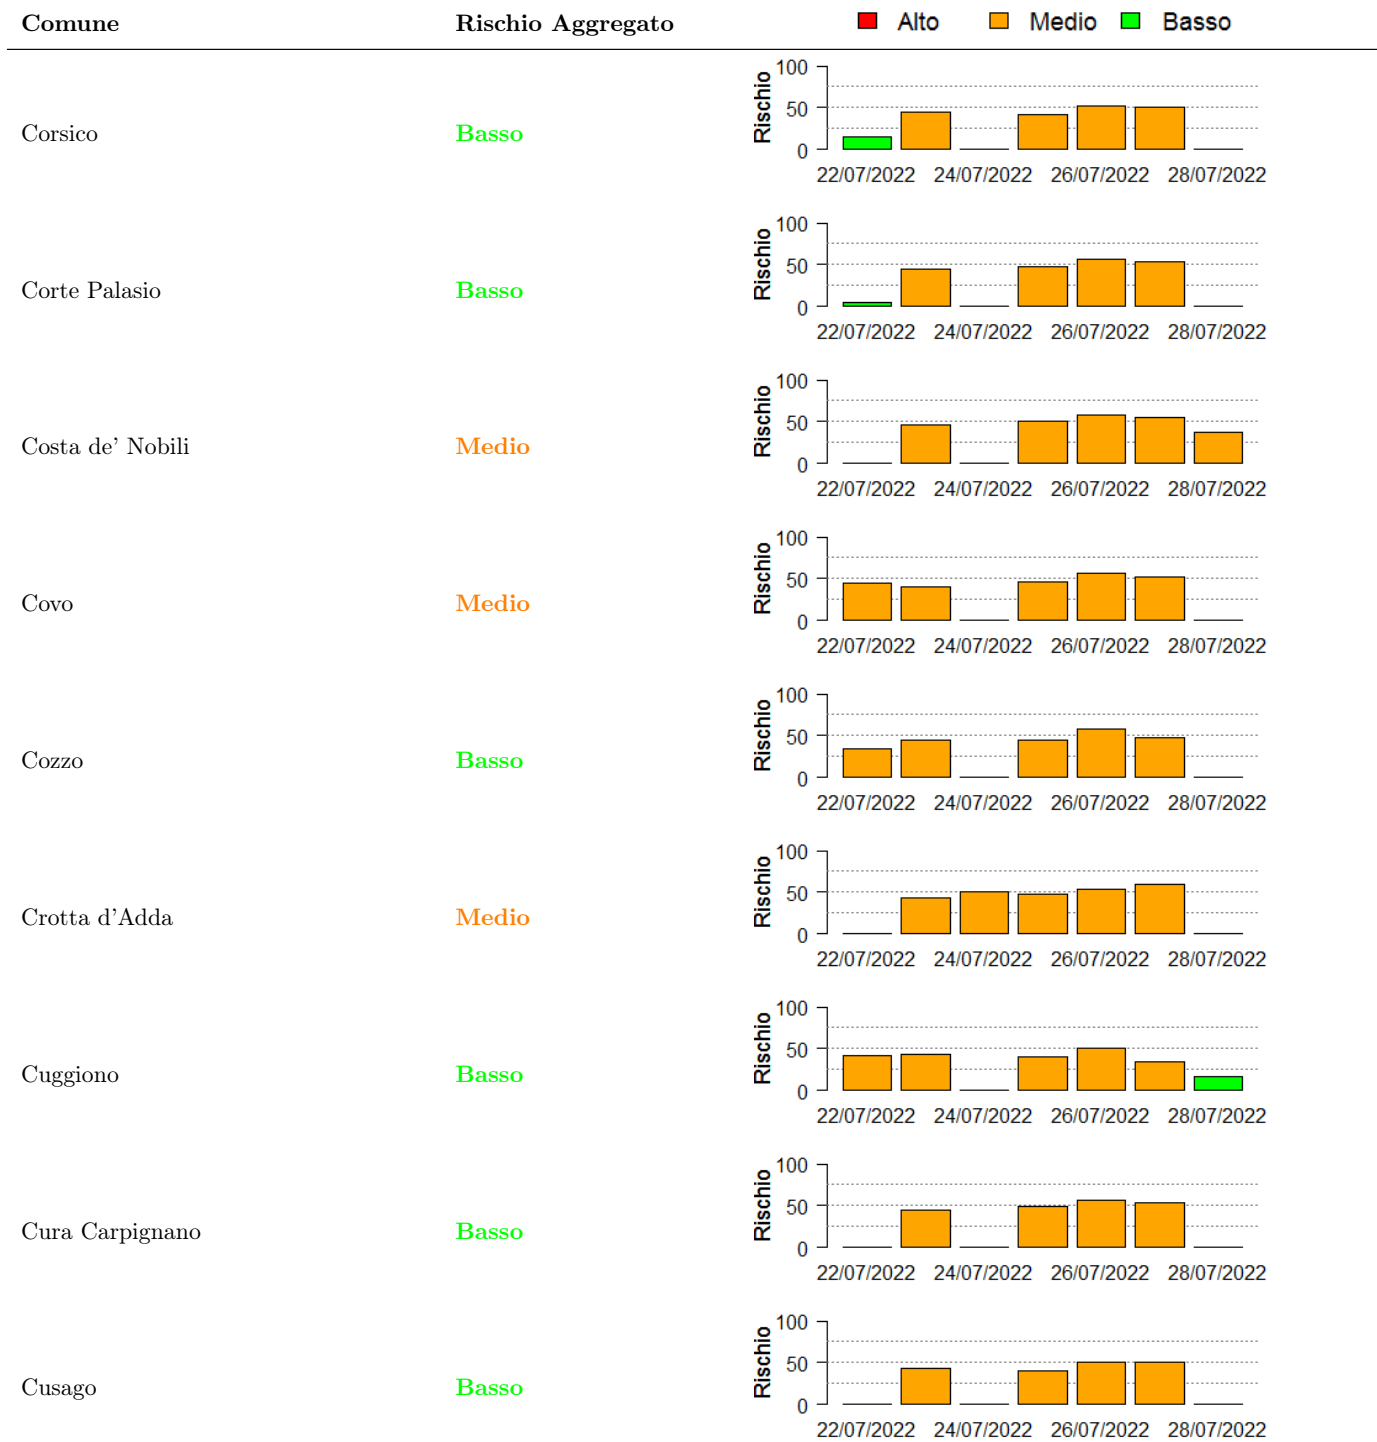 Comune Rischio Aggregato Alto Medio Basso
100
50
0
Rischio
Corsico Basso
22/07/2022 24/07/2022 26/07/2022 28/07/2022
100
50
0
Rischio
Corte Palasio Basso
22/07/2022 24/07/2022 26/07/2022 28/07/2022
100
50
0
Rischio
Costa de' Nobili Medio
22/07/2022 24/07/2022 26/07/2022 28/07/2022
100
50
0
Rischio
Covo Medio
22/07/2022 24/07/2022 26/07/2022 28/07/2022
100
50
0
Rischio
Cozzo Basso
22/07/2022 24/07/2022 26/07/2022 28/07/2022
100
50
0
Rischio
Crotta d'Adda Medio
22/07/2022 24/07/2022 26/07/2022 28/07/2022
100
50
0
Rischio
Cuggiono Basso
22/07/2022 24/07/2022 26/07/2022 28/07/2022
100
50
0
Rischio
Cura Carpignano Basso
22/07/2022 24/07/2022 26/07/2022 28/07/2022
100
50
0
Rischio
Cusago Basso
22/07/2022 24/07/2022 26/07/2022 28/07/2022